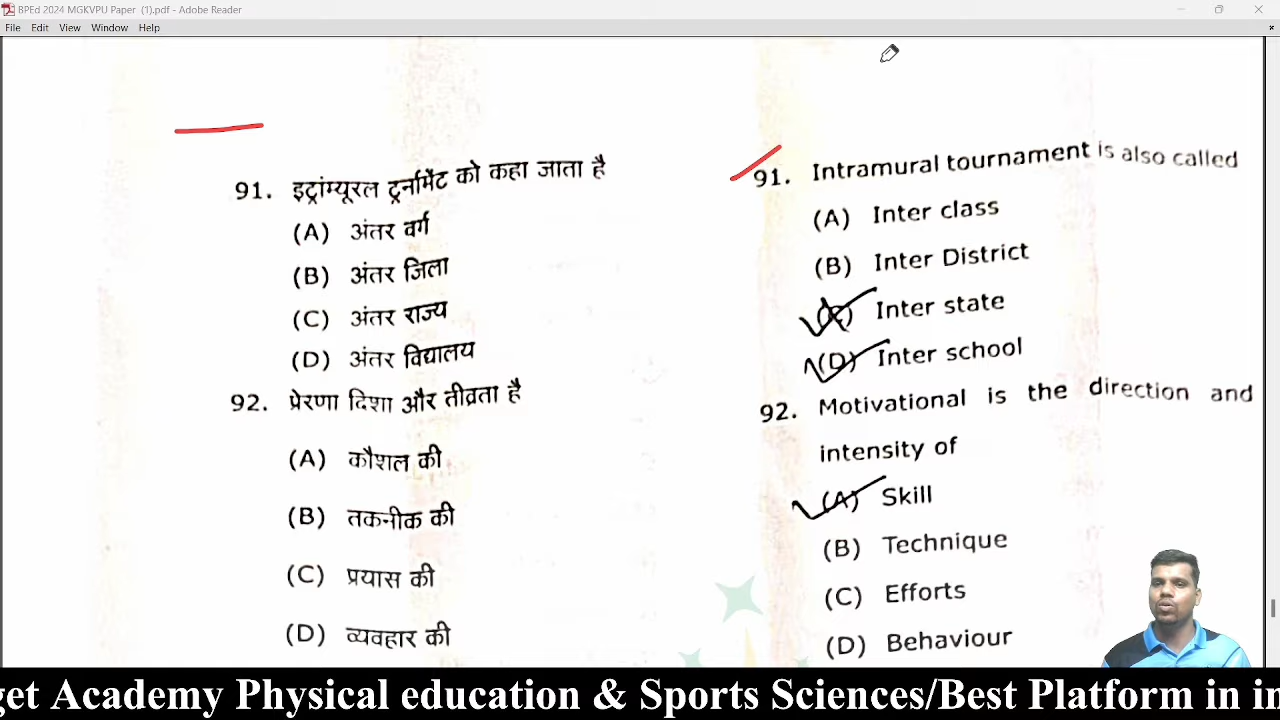 BPEd 2024 MGKVPU Paper (1).pdf - Adobe Reader
File Edit View Window Help
91. इट्रांम्यूरल टूर्नामेंट को कहा जाता है
(A) अंतर वर्ग
(B) अंतर जिला
(C) अंतर राज्य
(D) अंतर विद्यालय
92. प्रेरणा दिशा और तीव्रता है
(A) कौशल की
(B) तकनीक की
(C) प्रयास की
(D) व्यवहार की
91. Intramural tournament is also called
(A) Inter class
(B) Inter District
(C) Inter state
(D) Inter school
92. Motivational is the direction and
intensity of
(A) Skill
(B) Technique
(C) Efforts
(D) Behaviour
get Academy Physical education & Sports Sciences/Best Platform in in